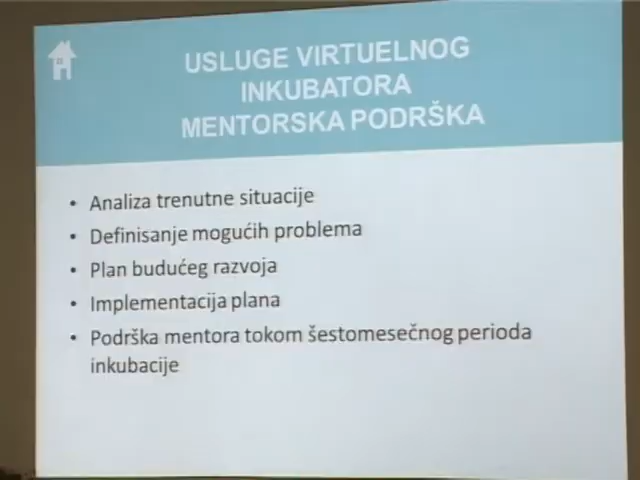 USLUGE VIRTUELNOG
INKUBATORA
MENTORSKA PODRŠKA
• Analiza trenutne situacije
• Definisanje mogućih problema
• Plan budućeg razvoja
• Implementacija plana
• Podrška mentora tokom šestomesečnog perioda
inkubacije